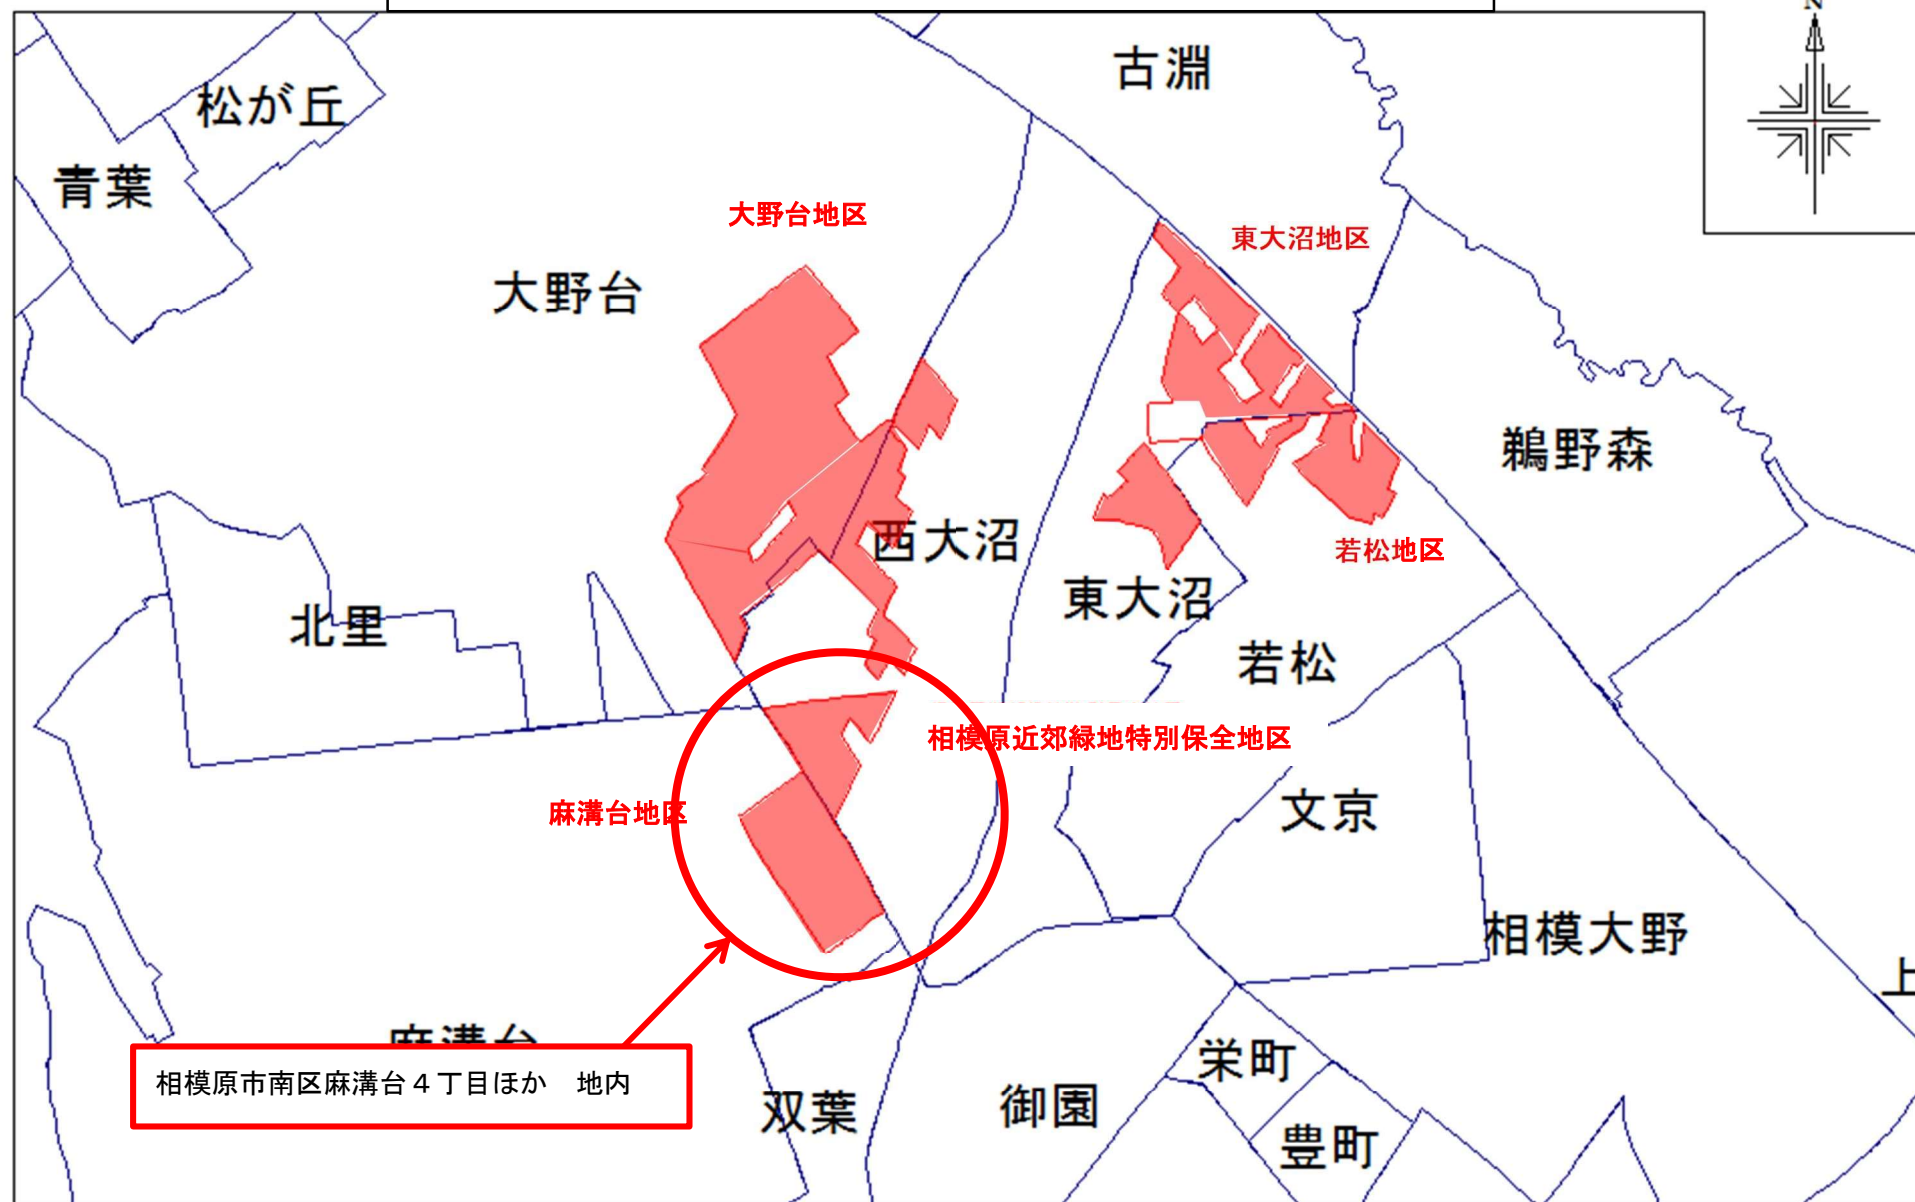 N
古淵
松が丘
青葉
大野台地区
東大沼地区
大野台
鵜野森
西大沼
若松地区
東大沼
北里
若松
相模原近郊緑地特別保全地区
麻溝台地区
文京
相模大野
上
麻溝台
栄町
相模原市南区麻溝台４丁目ほか　地内
双葉
御園
豊町